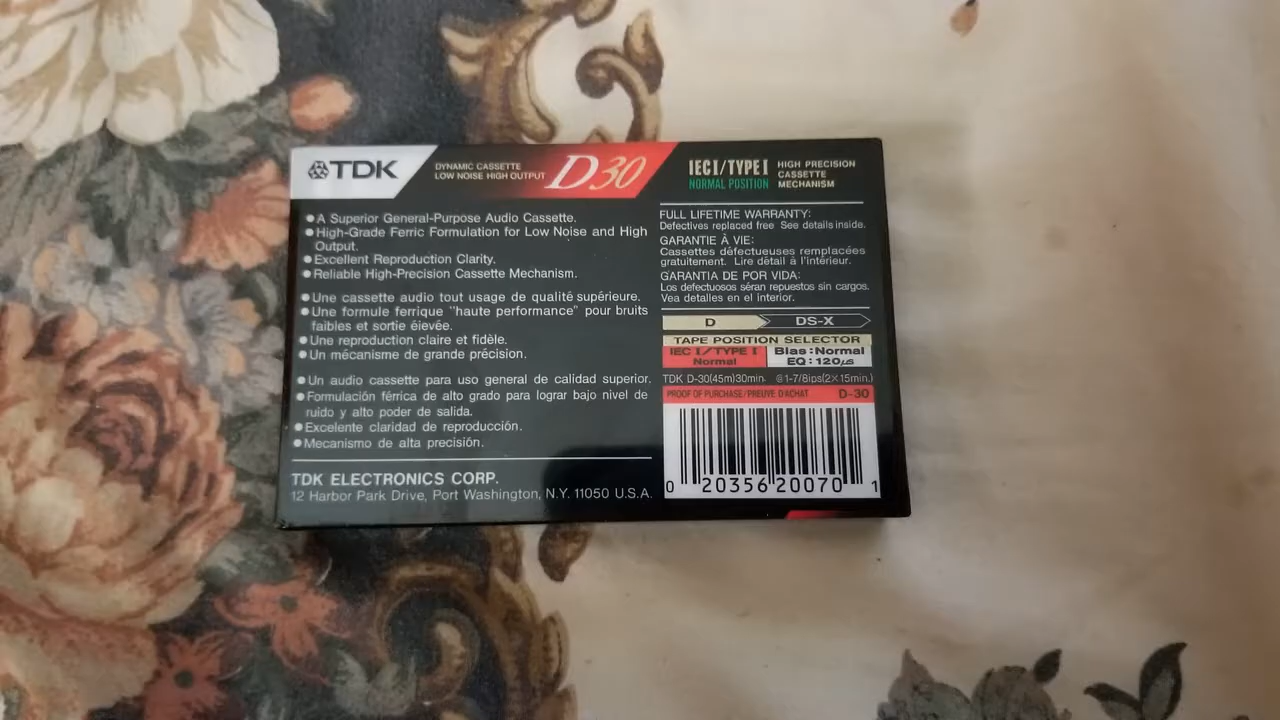 TDK
DYNAMIC CASSETTE
LOW NOISE HIGH OUTPUT
D30
IEC I/TYPE I
NORMAL POSITION
HIGH PRECISION
CASSETTE
MECHANISM
●A Superior General-Purpose Audio Cassette.
●High-Grade Ferric Formulation for Low Noise and High
Output.
●Excellent Reproduction Clarity.
●Reliable High-Precision Cassette Mechanism.
●Une cassette audio tout usage de qualité supérieure.
●Une formule ferrique "haute performance" pour bruits
faibles et sortie éievée.
●Une reproduction claire et fidèle.
●Un mécanisme de grande précision.
●Un audio cassette para uso general de calidad superior.
●Formulación férrica de alto grado para lograr bajo nivel de
ruido y alto poder de salida.
●Excelente claridad de reproducción.
●Mecanismo de alta precisión.
TDK ELECTRONICS CORP.
12 Harbor Park Drive, Port Washington, N.Y. 11050 U.S.A.
FULL LIFETIME WARRANTY:
Defectives replaced free See details inside.
GARANTIE À VIE:
Cassettes défectueuses remplacées
gratuitement. Lire détail à l'intérieur.
GARANTIA DE POR VIDA:
Los defectuosos séran repuestos sin cargos.
Vea detalles en el interior.
D DS-X
TAPE POSITION SELECTOR
IEC I/TYPE I
Normal
Bias:Normal
EQ:120μs
TDK D-30(45m)30min. @1-7/8ips(2×15min.)
PROOF OF PURCHASE/PREUVE D'ACHAT D-30
0 20356 20070 1